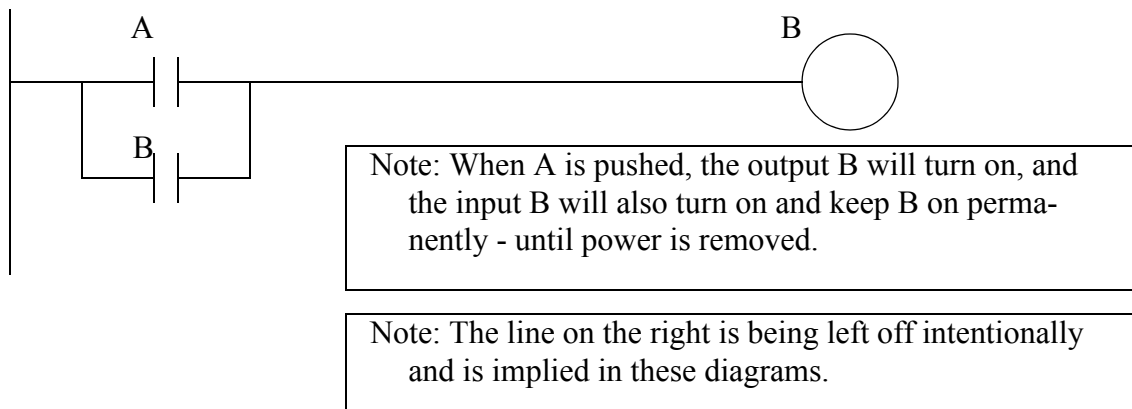 A
B
B
Note: When A is pushed, the output B will turn on, and
the input B will also turn on and keep B on perma-
nently - until power is removed.
Note: The line on the right is being left off intentionally
and is implied in these diagrams.